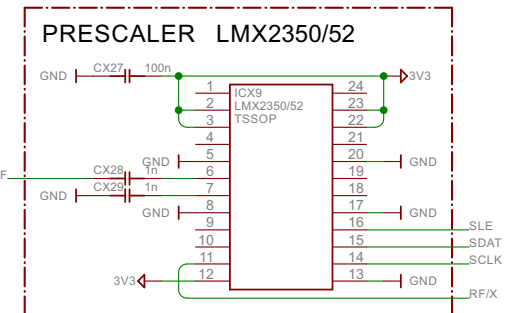 PRESCALER LMX2350/52
GND CX27 100n 3V3
1 ICX9 24
2 LMX2350/52 23
3 TSSOP 22
4 21
GND 5 20 GND
F CX28 1n 6 19
GND CX29 1n 7 18
GND 8 17 GND
9 16 SLE
10 15 SDAT
11 14 SCLK
3V3 12 13 GND
RF/X